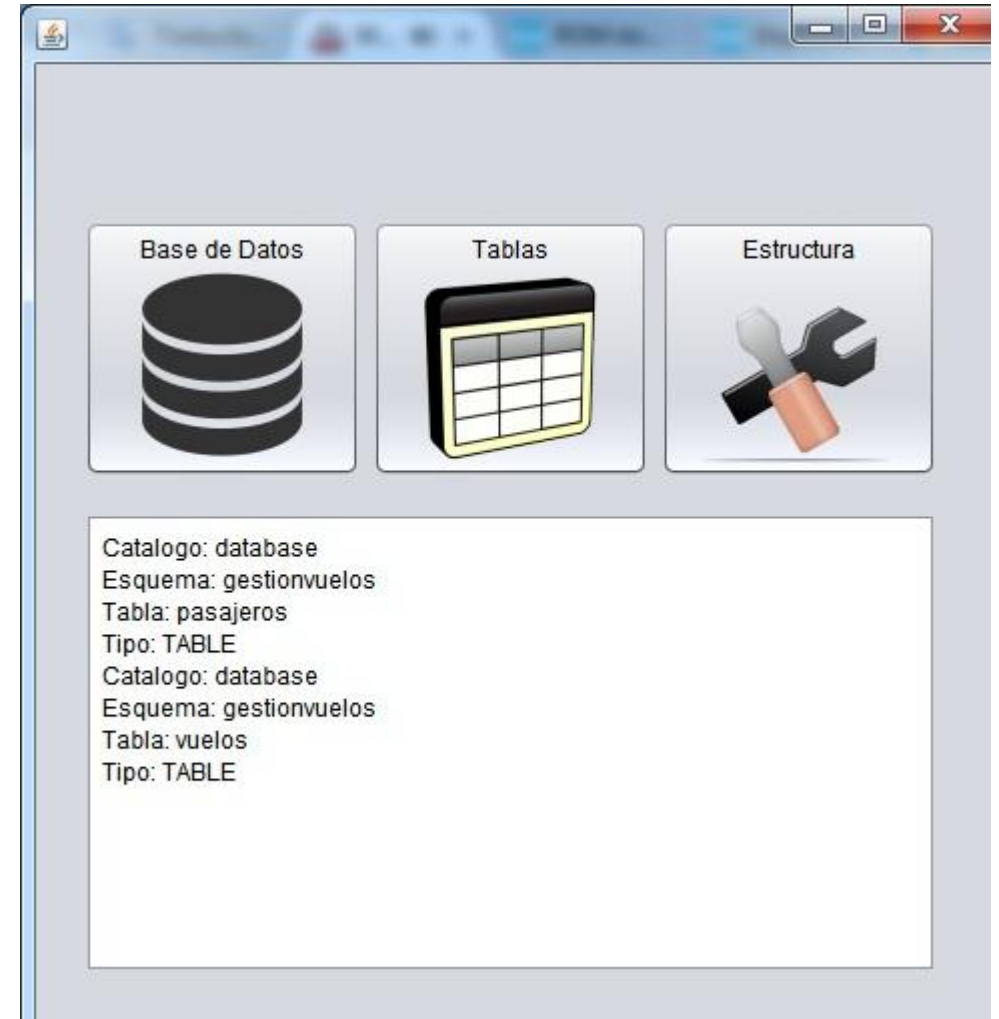 Base de Datos
Tablas
Estructura
Catalogo: database
Esquema: gestionvuelos
Tabla: pasajeros
Tipo: TABLE
Catalogo: database
Esquema: gestionvuelos
Tabla: vuelos
Tipo: TABLE